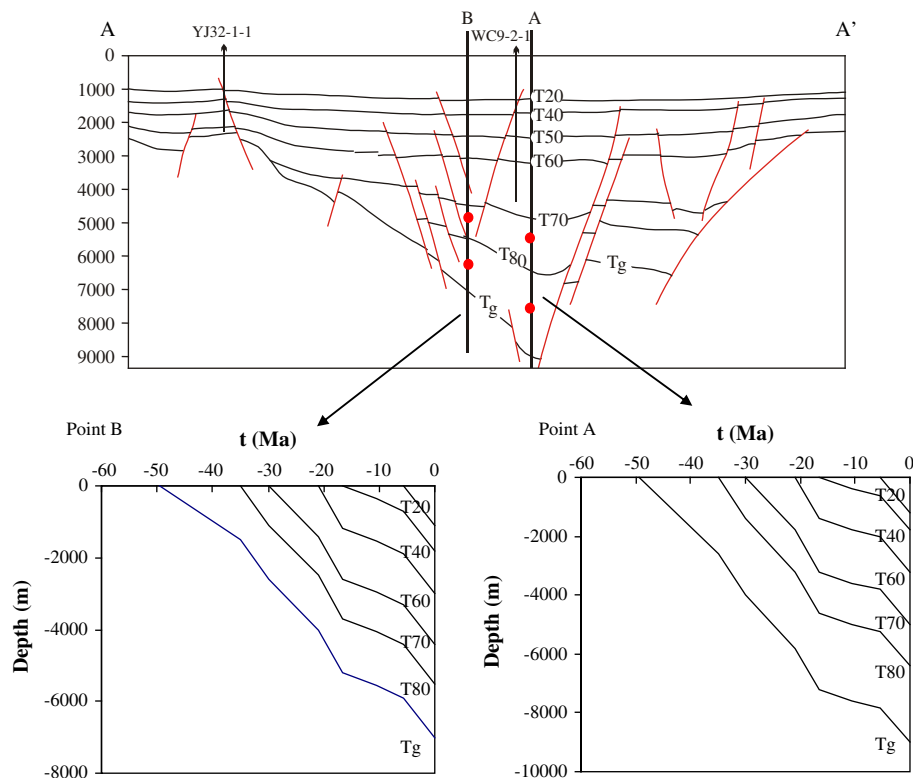 A YJ32-1-1 B WC9-2-1 A A'
0
1000
2000
3000
4000
5000
6000
7000
8000
9000
T20
T40
T50
T60
T70
T80
Tg
Tg
Point B
t (Ma)
-60 -50 -40 -30 -20 -10 0
0
-2000
-4000
-6000
-8000
Depth (m)
T20
T40
T60
T70
T80
Tg
Point A
t (Ma)
-60 -50 -40 -30 -20 -10 0
0
-2000
-4000
-6000
-8000
-10000
Depth (m)
T20
T40
T60
T70
T80
Tg